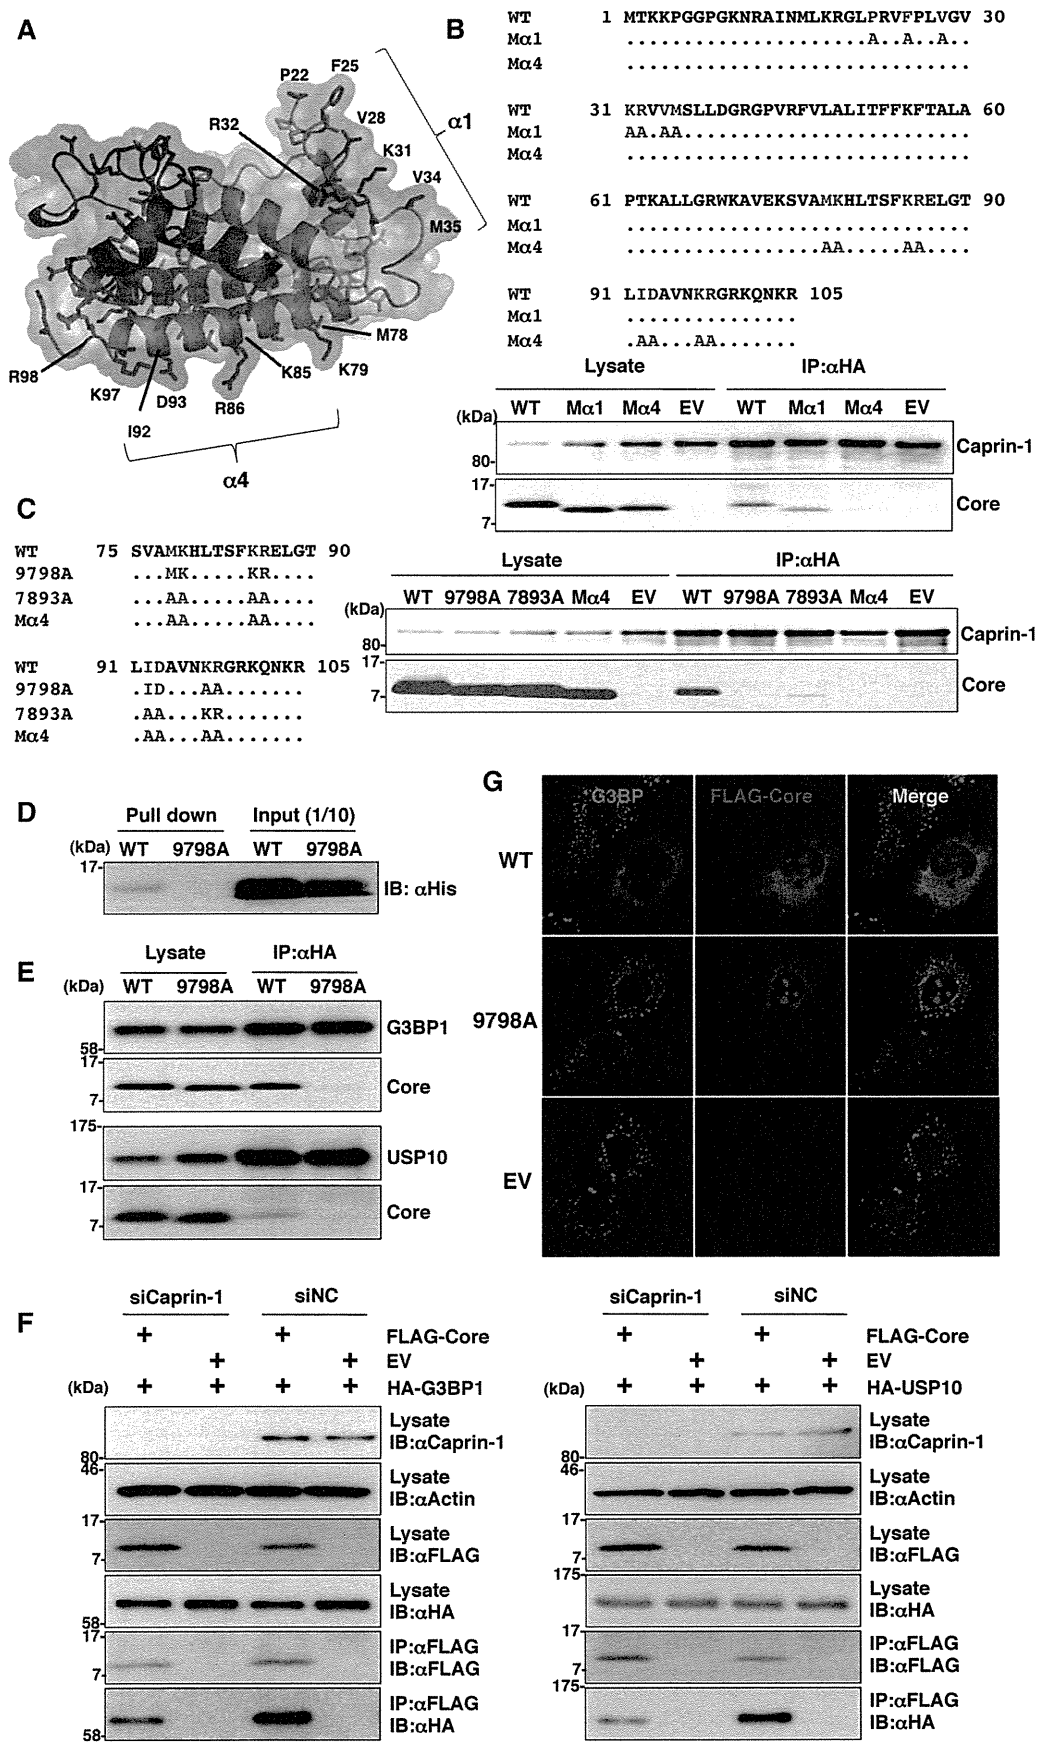 A
P22
F25
R32
V28
α1
K31
V34
M35
M78
K79
K85
R86
D93
I92
K97
R98
α4
B
WT 1 MTKKPGGPGKNRAINMLKRGLPRVFPLVGV 30
Mα1 .....................A..A..A..
Mα4 ..............................
WT 31 KRVVMSLLDGRGPVRFVLALITFFKFTALA 60
Mα1 AA.AA.........................
Mα4 ..............................
WT 61 PTKALLGRWKAVEKSVAMKHLTSFKRELGT 90
Mα1 ..............................
Mα4 .................AA.....AA....
WT 91 LIDAVNKRGRKQNKR 105
Mα1 ...............
Mα4 .AA...AA.......
Lysate IP:αHA
(kDa) WT Mα1 Mα4 EV WT Mα1 Mα4 EV
80- Caprin-1
17-
7- Core
C
WT 75 SVAMKHLTSFKRELGT 90
9798A ...MK.....KR....
7893A ...AA.....AA....
Mα4 ...AA.....AA....
WT 91 LIDAVNKRGRKQNKR 105
9798A .ID...AA.......
7893A .AA...KR.......
Mα4 .AA...AA.......
Lysate IP:αHA
(kDa) WT 9798A 7893A Mα4 EV WT 9798A 7893A Mα4 EV
80- Caprin-1
17-
7- Core
D
Pull down Input (1/10)
(kDa) WT 9798A WT 9798A
17-
IB: αHis
E
Lysate IP:αHA
(kDa) WT 9798A WT 9798A
58- G3BP1
17-
7- Core
175-
USP10
17-
7- Core
G
G3BP FLAG-Core Merge
WT
9798A
EV
F
siCaprin-1 siNC
+ + FLAG-Core
+ + EV
(kDa) + + + + HA-G3BP1
80- Lysate IB:αCaprin-1
46- Lysate IB:αActin
17-
7- Lysate IB:αFLAG
58- Lysate IB:αHA
17-
7- IP:αFLAG IB:αFLAG
58- IP:αFLAG IB:αHA
siCaprin-1 siNC
+ + FLAG-Core
+ + EV
(kDa) + + + + HA-USP10
80- Lysate IB:αCaprin-1
46- Lysate IB:αActin
17-
7- Lysate IB:αFLAG
175- Lysate IB:αHA
17-
7- IP:αFLAG IB:αFLAG
175- IP:αFLAG IB:αHA